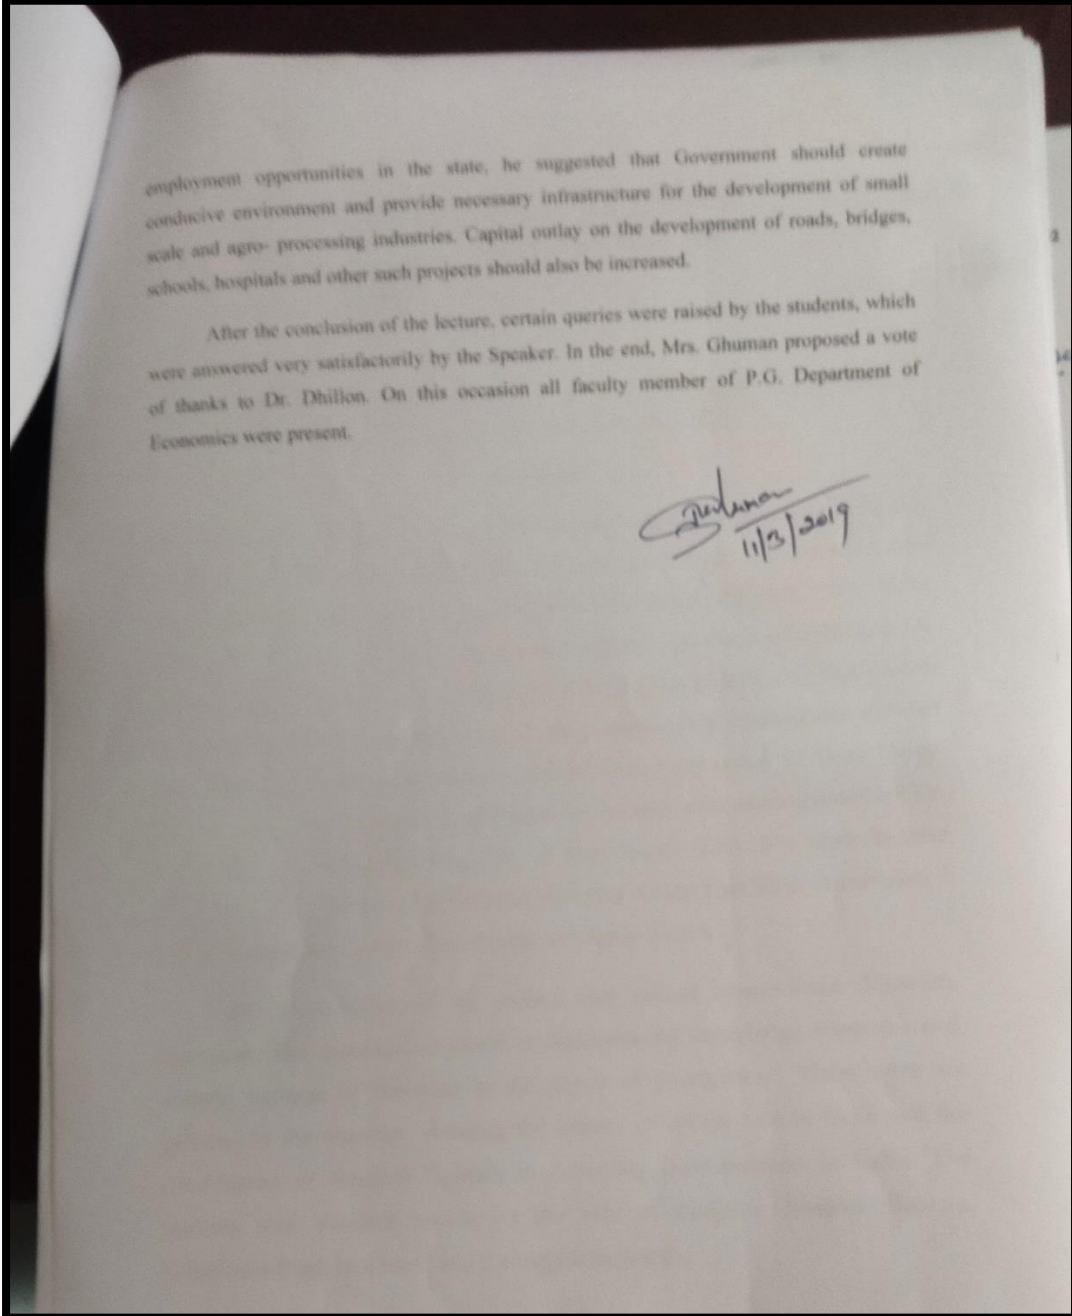 employment opportunities in the state, he suggested that Government should create
conducive environment and provide necessary infrastructure for the development of small
scale and agro- processing industries. Capital outlay on the development of roads, bridges,
schools, hospitals and other such projects should also be increased.
After the conclusion of the lecture, certain queries were raised by the students, which
were answered very satisfactorily by the Speaker. In the end, Mrs. Ghuman proposed a vote
of thanks to Dr. Dhillon. On this occasion all faculty member of P.G. Department of
Economics were present.
11/3/2019